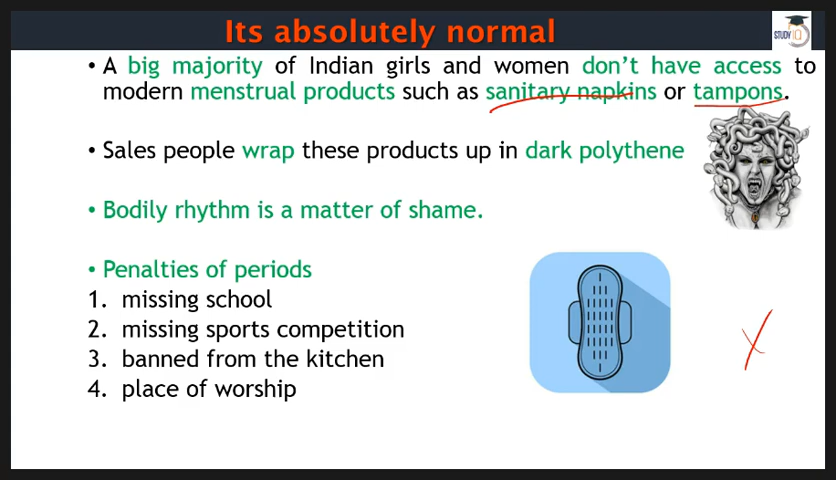 Its absolutely normal
STUDY IQ
• A big majority of Indian girls and women don't have access to
modern menstrual products such as sanitary napkins or tampons.
• Sales people wrap these products up in dark polythene
• Bodily rhythm is a matter of shame.
• Penalties of periods
1. missing school
2. missing sports competition
3. banned from the kitchen
4. place of worship